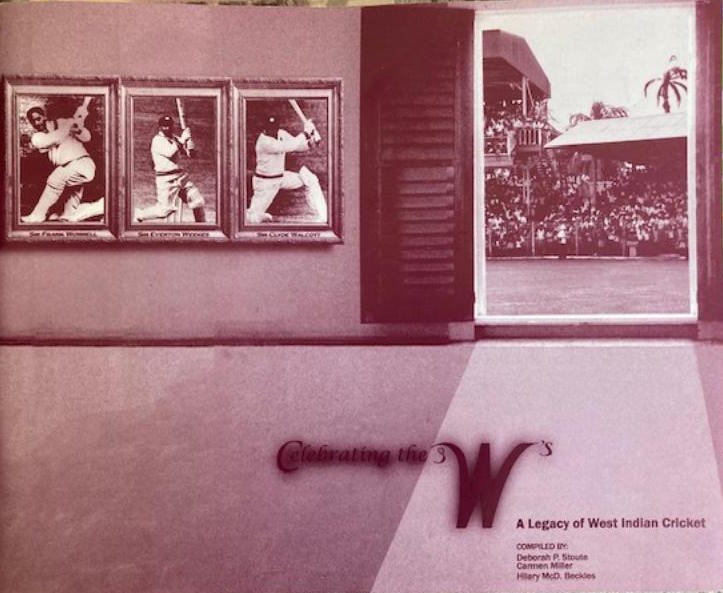 Sir Frank Worrell
Sir Everton Weekes
Sir Clyde Walcott
Celebrating the 3 W's
A Legacy of West Indian Cricket
COMPILED BY:
Deborah P. Stoute
Carmen Miller
Hilary McD. Beckles